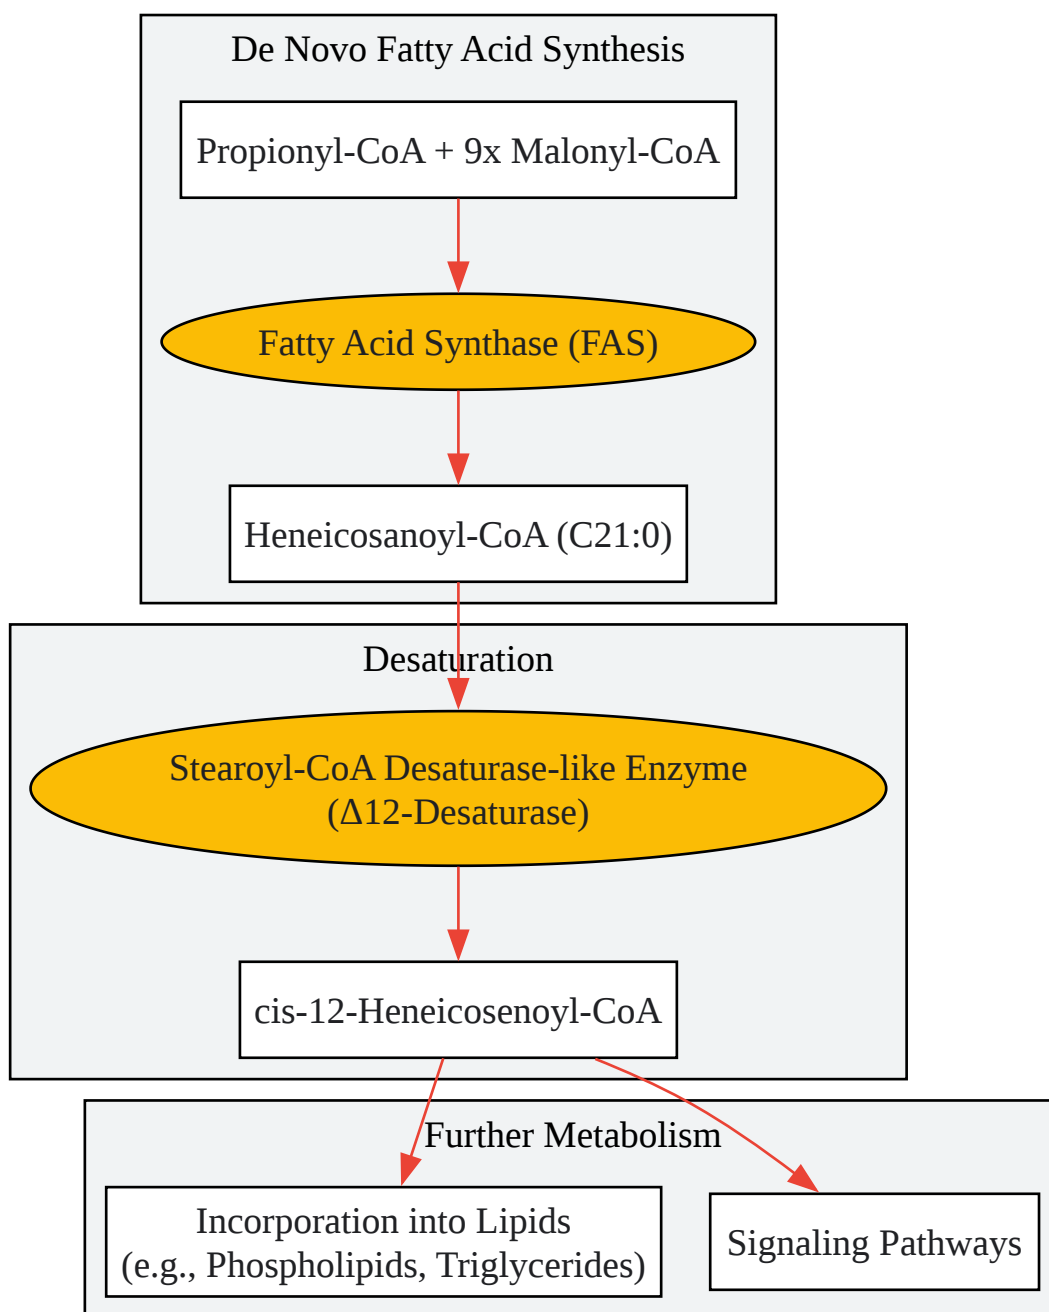 De Novo Fatty Acid Synthesis
Propionyl-CoA + 9x Malonyl-CoA
Fatty Acid Synthase (FAS)
Heneicosanoyl-CoA (C21:0)
Desaturation
Stearoyl-CoA Desaturase-like Enzyme
(Δ12-Desaturase)
cis-12-Heneicosenoyl-CoA
Further Metabolism
Incorporation into Lipids
(e.g., Phospholipids, Triglycerides)
Signaling Pathways